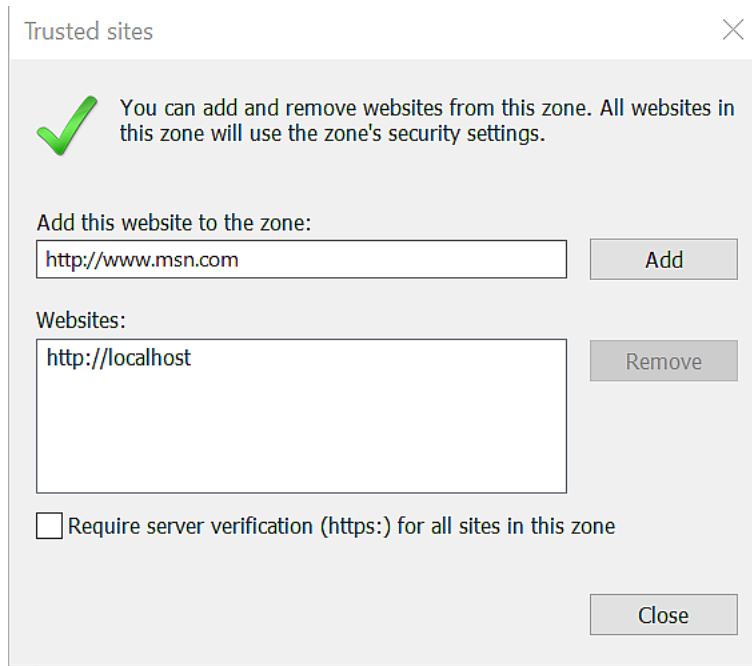 Trusted sites
You can add and remove websites from this zone. All websites in
this zone will use the zone's security settings.
Add this website to the zone:
http://www.msn.com
Add
Websites:
http://localhost
Remove
Require server verification (https:) for all sites in this zone
Close